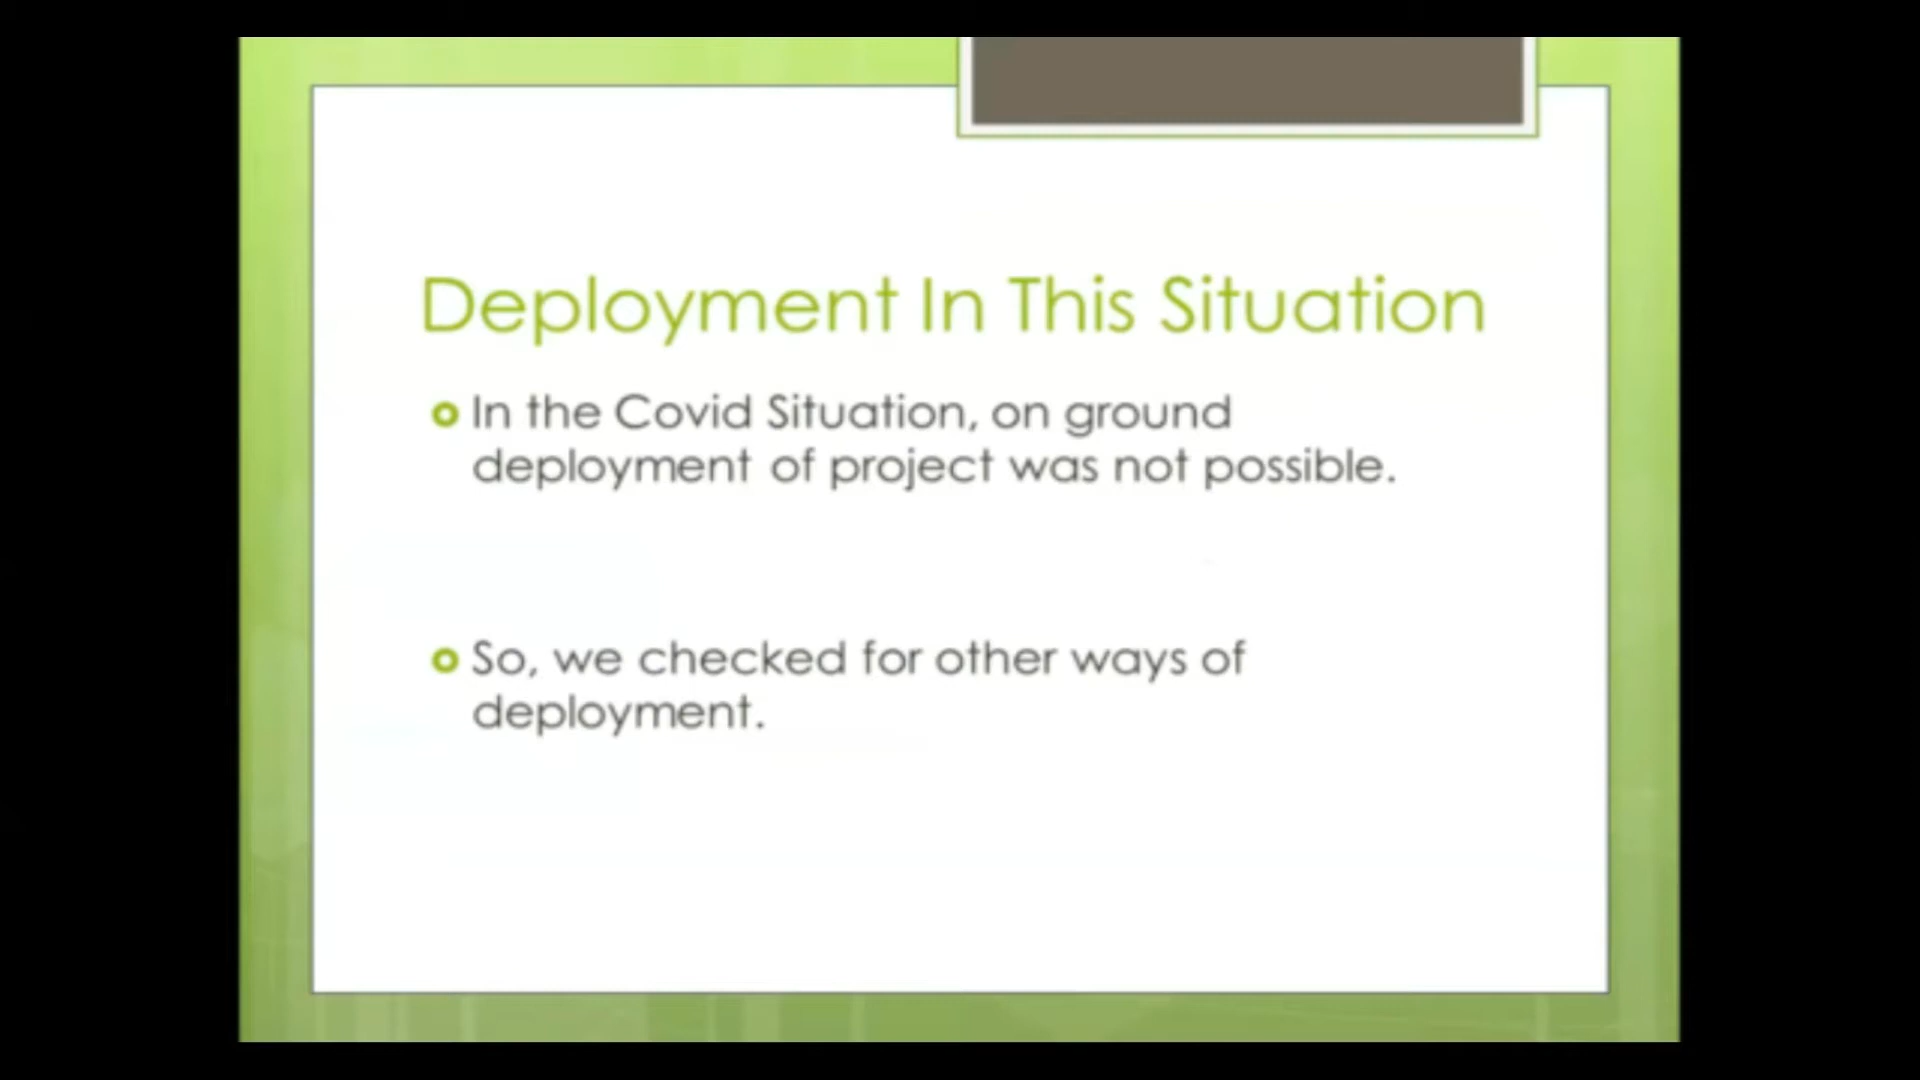 Deployment In This Situation
In the Covid Situation, on ground
deployment of project was not possible.
So, we checked for other ways of
deployment.